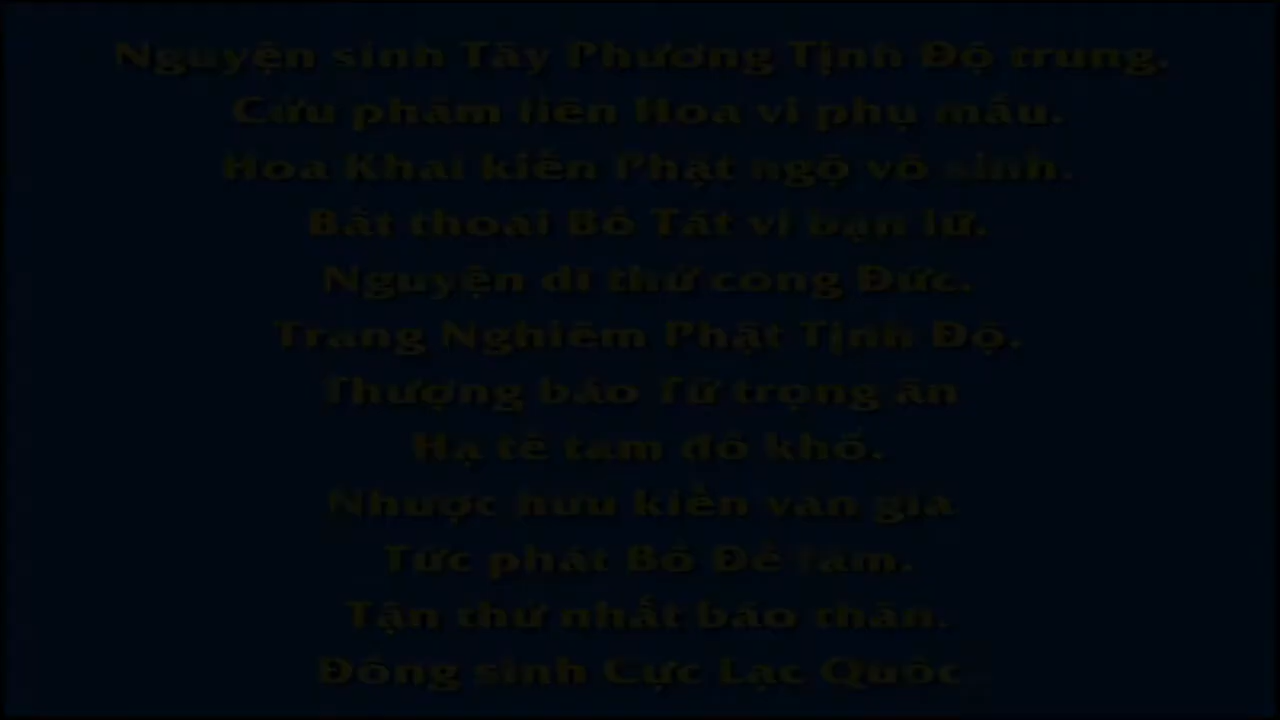 Nguyện sinh Tây Phương Tịnh Độ trung.
Cửu phẩm liên Hoa vi phụ mẫu.
Hoa Khai kiến Phật ngộ vô sinh.
Bất thoái Bồ Tát vi bạn lữ.
Nguyện dĩ thử công Đức.
Trang Nghiêm Phật Tịnh Độ.
Thượng báo Tứ trọng ân
Hạ tế tam đồ khổ.
Nhược hữu kiến văn giả
Tức phát Bồ Đề tâm.
Tận thử nhất báo thân.
Đồng sinh Cực Lạc Quốc